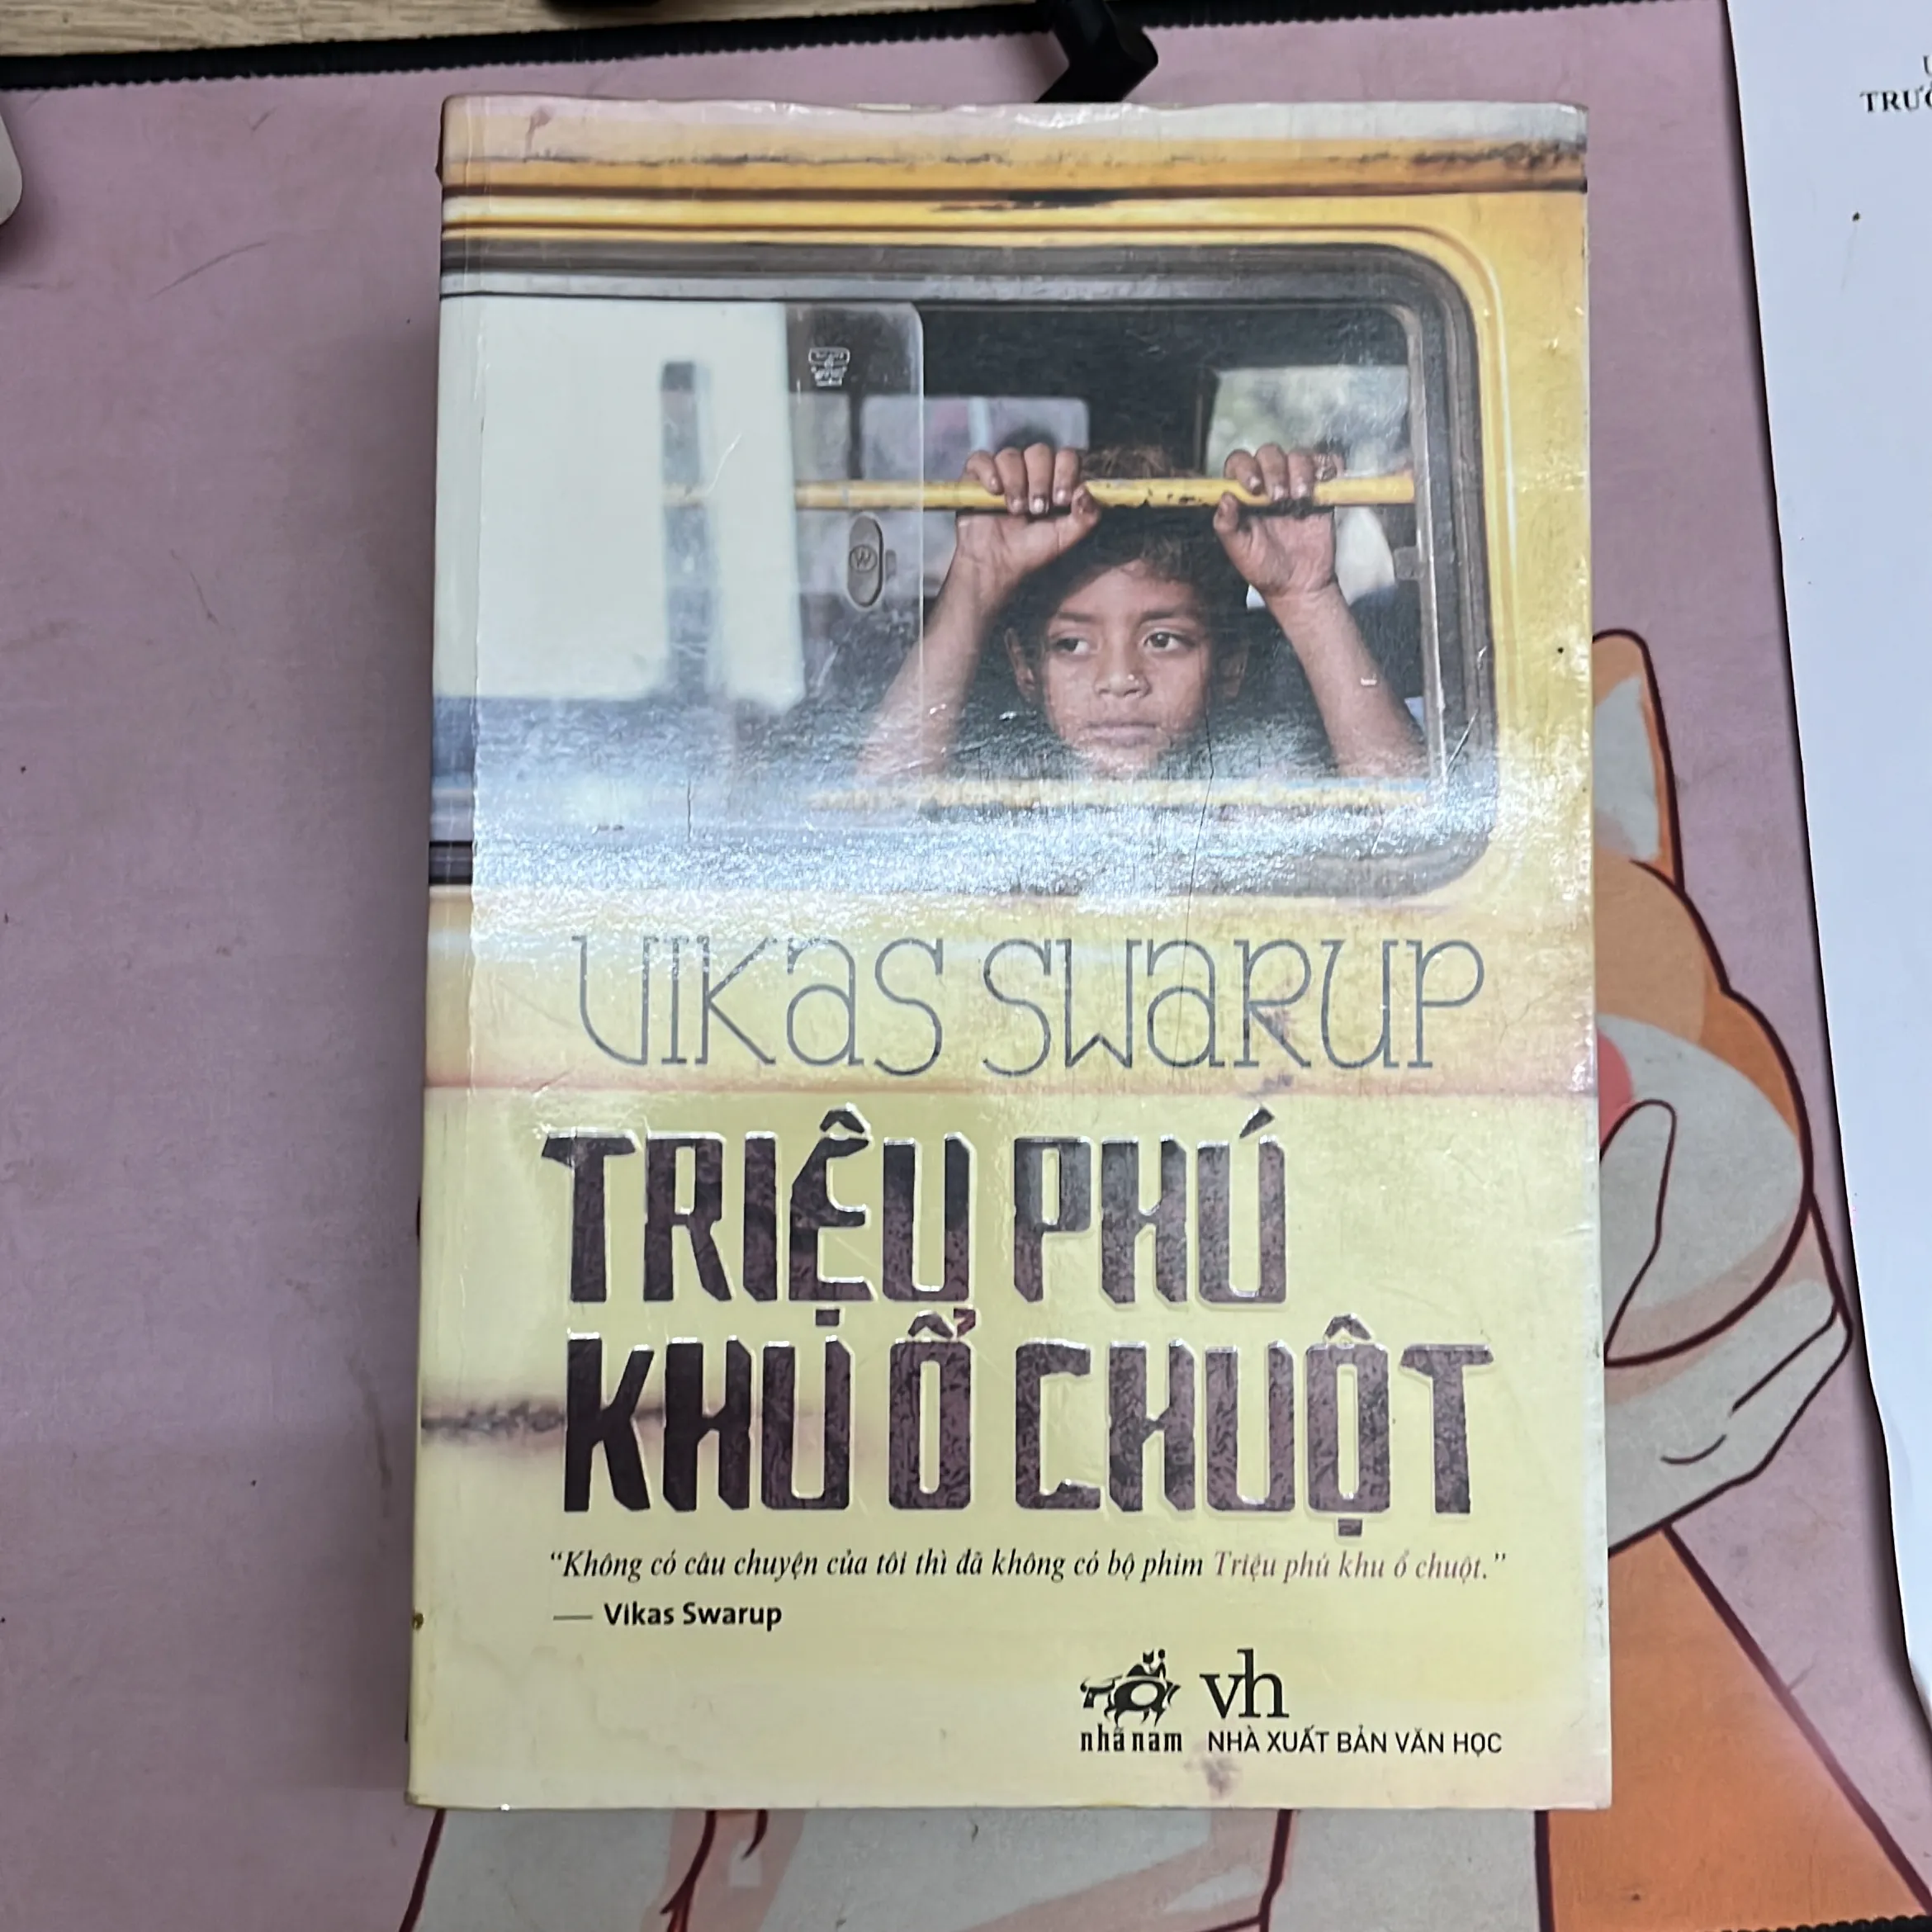 TRƯỜ
VIKAS SWARUP
TRIỆU PHÚ
KHU Ổ CHUỘT
“Không có câu chuyện của tôi thì đã không có bộ phim Triệu phú khu ổ chuột.”
— Vikas Swarup
nhã nam
vh
NHÀ XUẤT BẢN VĂN HỌC